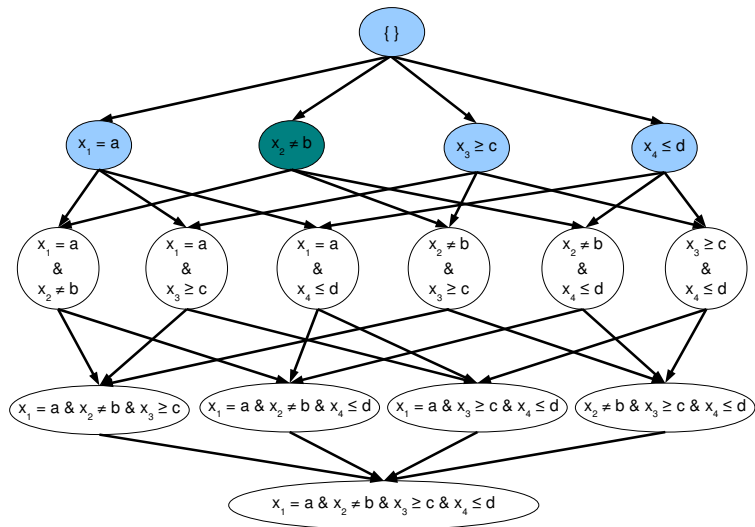 { }
x₁ = a
x₂ ≠ b
x₃ ≥ c
x₄ ≤ d
x₁ = a
&
x₂ ≠ b
x₁ = a
&
x₃ ≥ c
x₁ = a
&
x₄ ≤ d
x₂ ≠ b
&
x₃ ≥ c
x₂ ≠ b
&
x₄ ≤ d
x₃ ≥ c
&
x₄ ≤ d
x₁ = a & x₂ ≠ b & x₃ ≥ c
x₁ = a & x₂ ≠ b & x₄ ≤ d
x₁ = a & x₃ ≥ c & x₄ ≤ d
x₂ ≠ b & x₃ ≥ c & x₄ ≤ d
x₁ = a & x₂ ≠ b & x₃ ≥ c & x₄ ≤ d